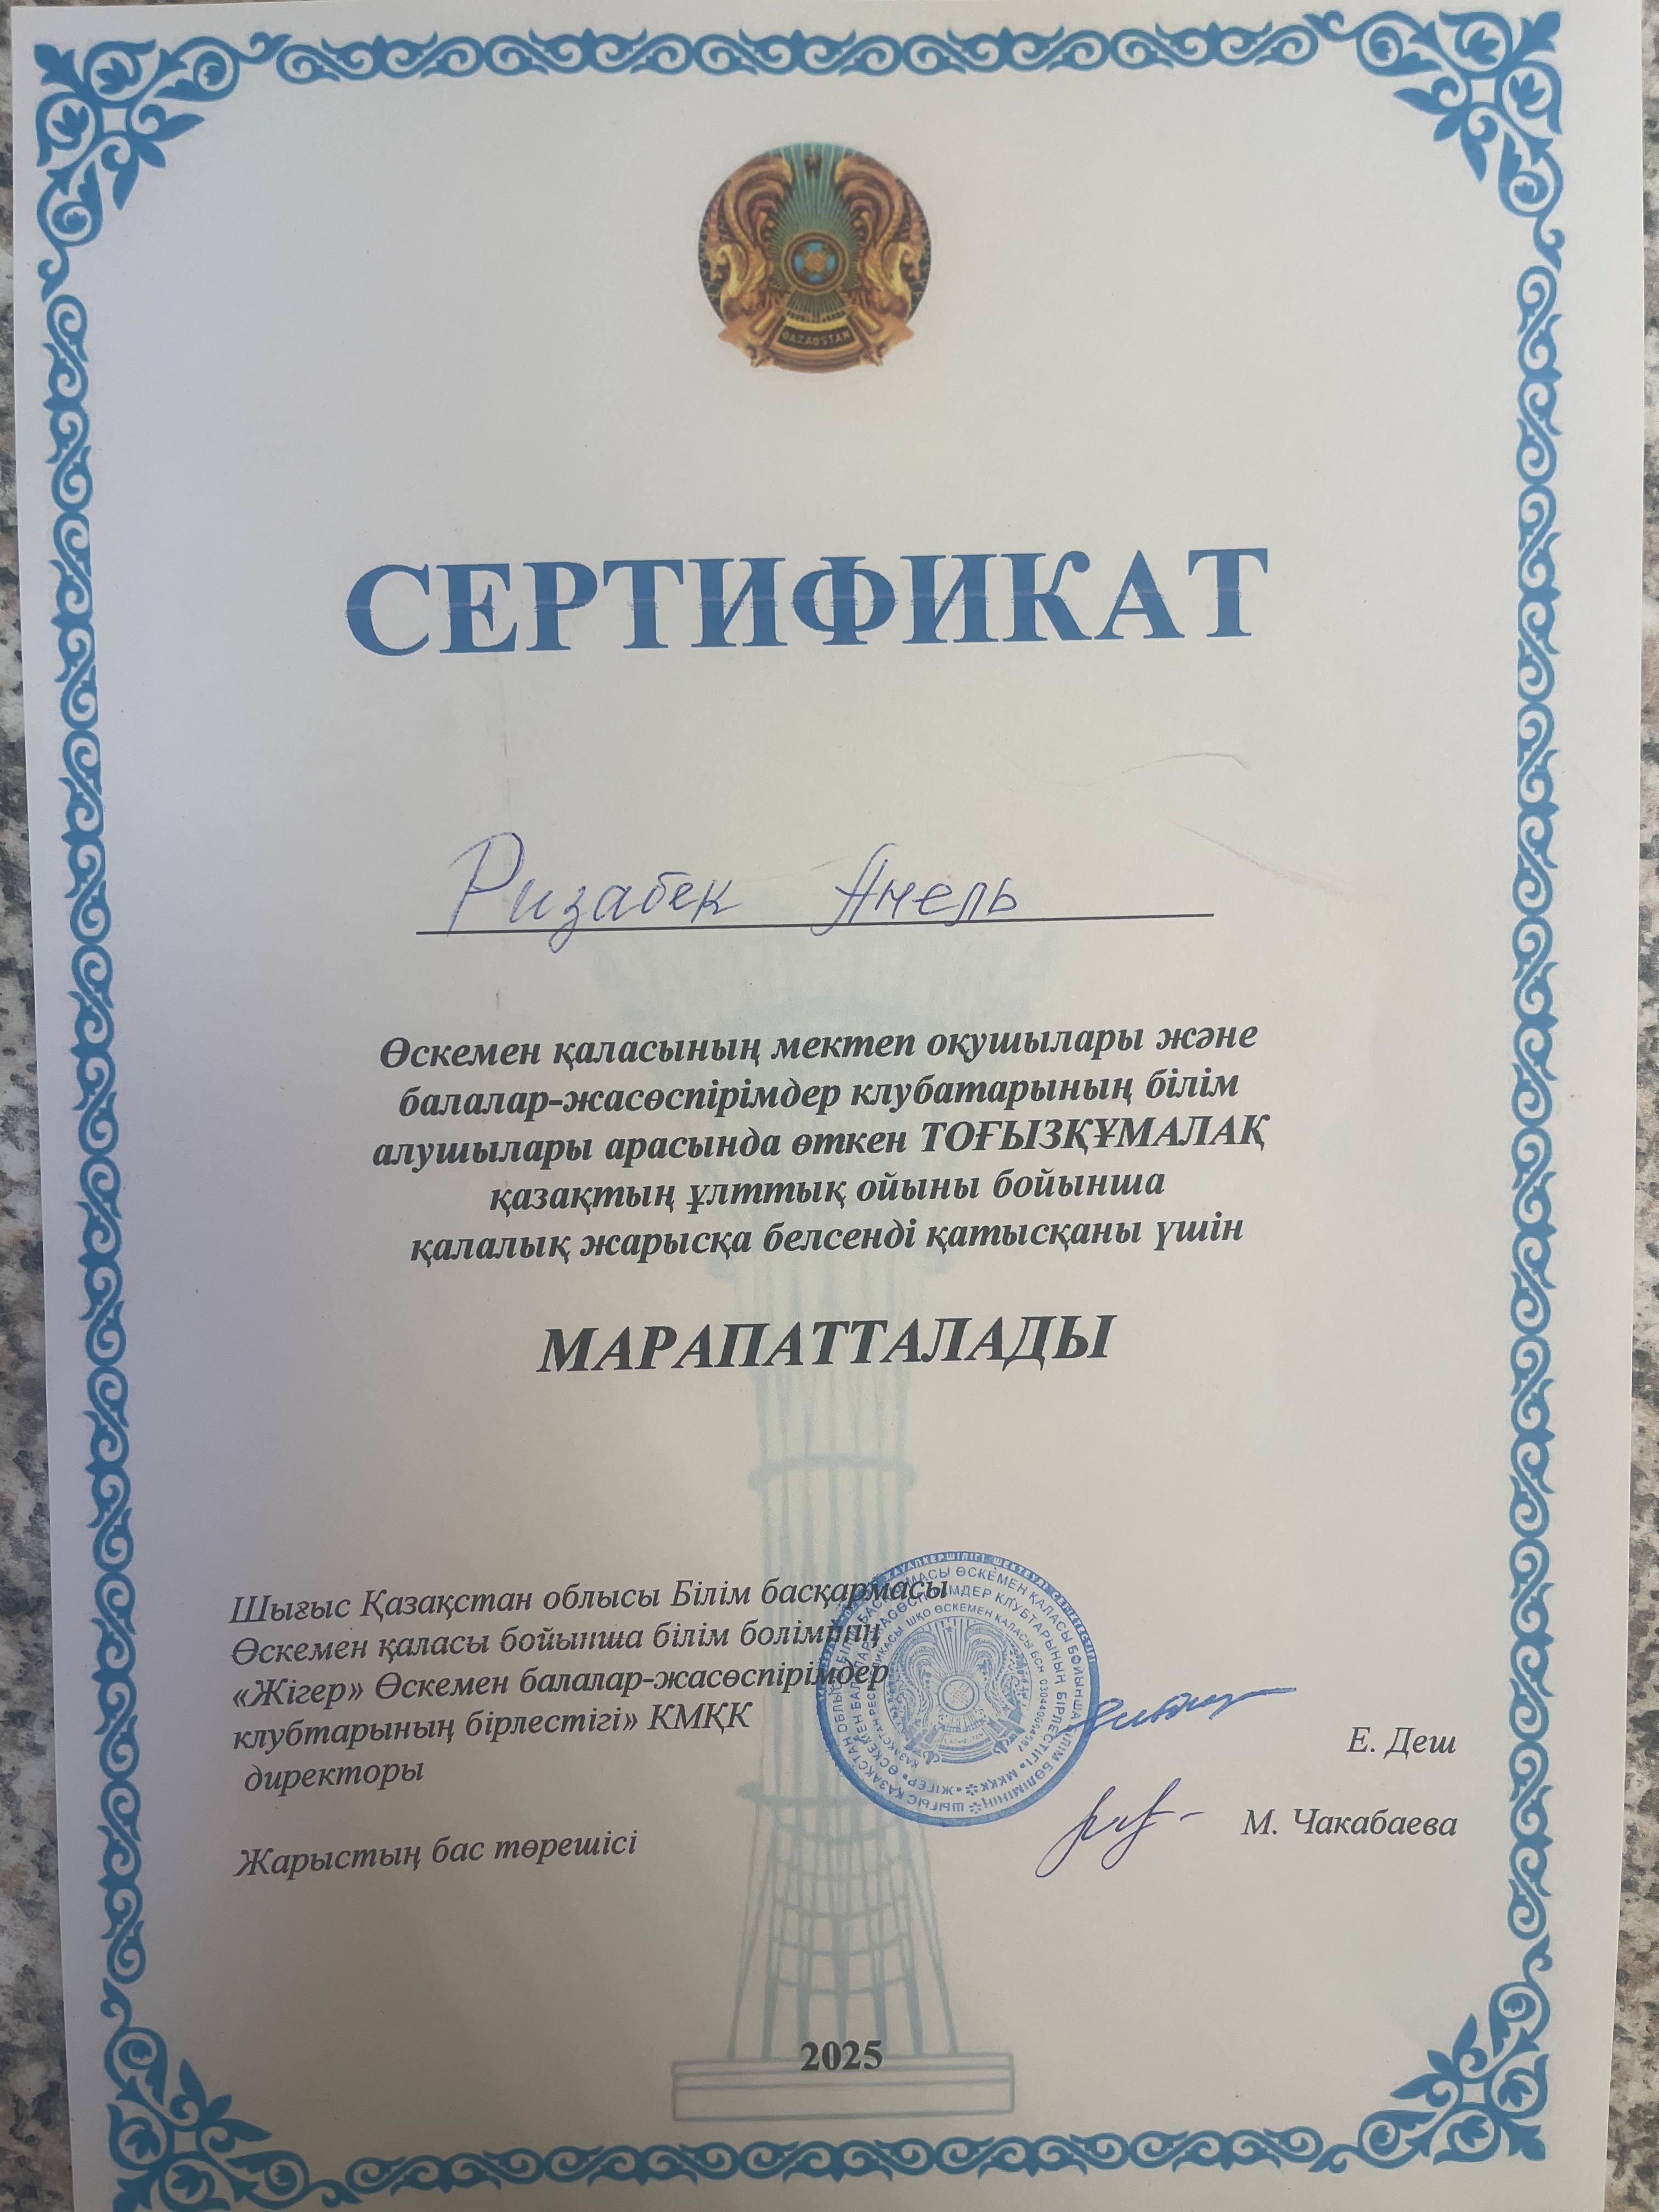 QAZAQSTAN
СЕРТИФИКАТ
Ризабек Анель
Өскемен қаласының мектеп оқушылары және
балалар-жасөспірімдер клубатарының білім
алушылары арасында өткен ТОҒЫЗҚҰМАЛАҚ
қазақтың ұлттық ойыны бойынша
қалалық жарысқа белсенді қатысқаны үшін
МАРАПАТТАЛАДЫ
Шығыс Қазақстан облысы Білім басқармасы
Өскемен қаласы бойынша білім бөлімінің
«Жігер» Өскемен балалар-жасөспірімдер
клубтарының бірлестігі» КМҚК
директоры
Е. Деш
М. Чакабаева
Жарыстың бас төрешісі
2025